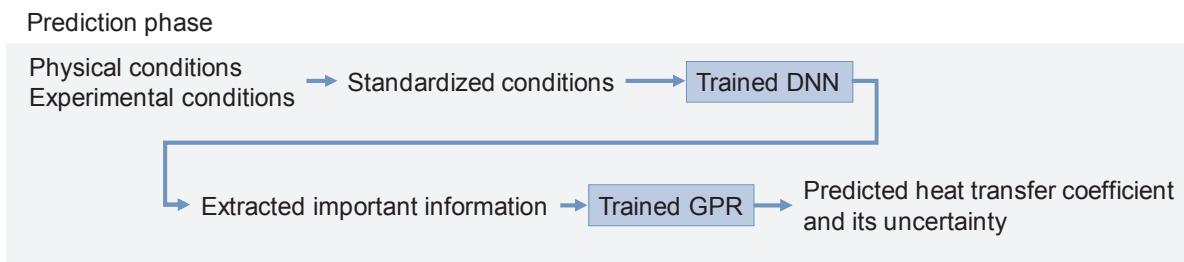 Prediction phase
Physical conditions
Experimental conditions
Standardized conditions
Trained DNN
Extracted important information
Trained GPR
Predicted heat transfer coefficient
and its uncertainty